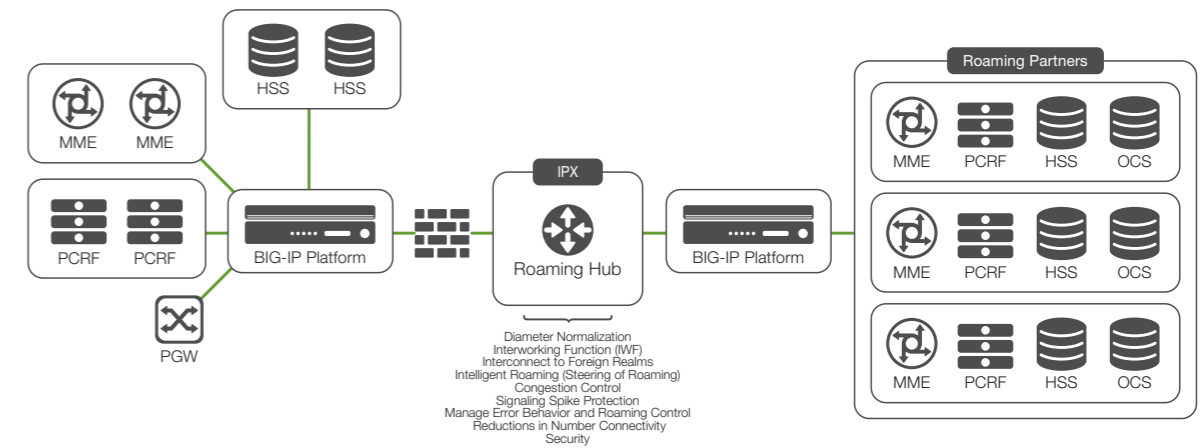 HSS HSS
MME MME
PCRF PCRF
PGW
BIG-IP Platform
IPX
Roaming Hub
Diameter Normalization
Interworking Function (IWF)
Interconnect to Foreign Realms
Intelligent Roaming (Steering of Roaming)
Congestion Control
Signaling Spike Protection
Manage Error Behavior and Roaming Control
Reductions in Number Connectivity
Security
BIG-IP Platform
Roaming Partners
MME PCRF HSS OCS
MME PCRF HSS OCS
MME PCRF HSS OCS